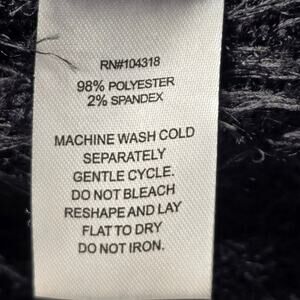 RN#104318
98% POLYESTER
2% SPANDEX
MACHINE WASH COLD
SEPARATELY
GENTLE CYCLE.
DO NOT BLEACH
RESHAPE AND LAY
FLAT TO DRY
DO NOT IRON.